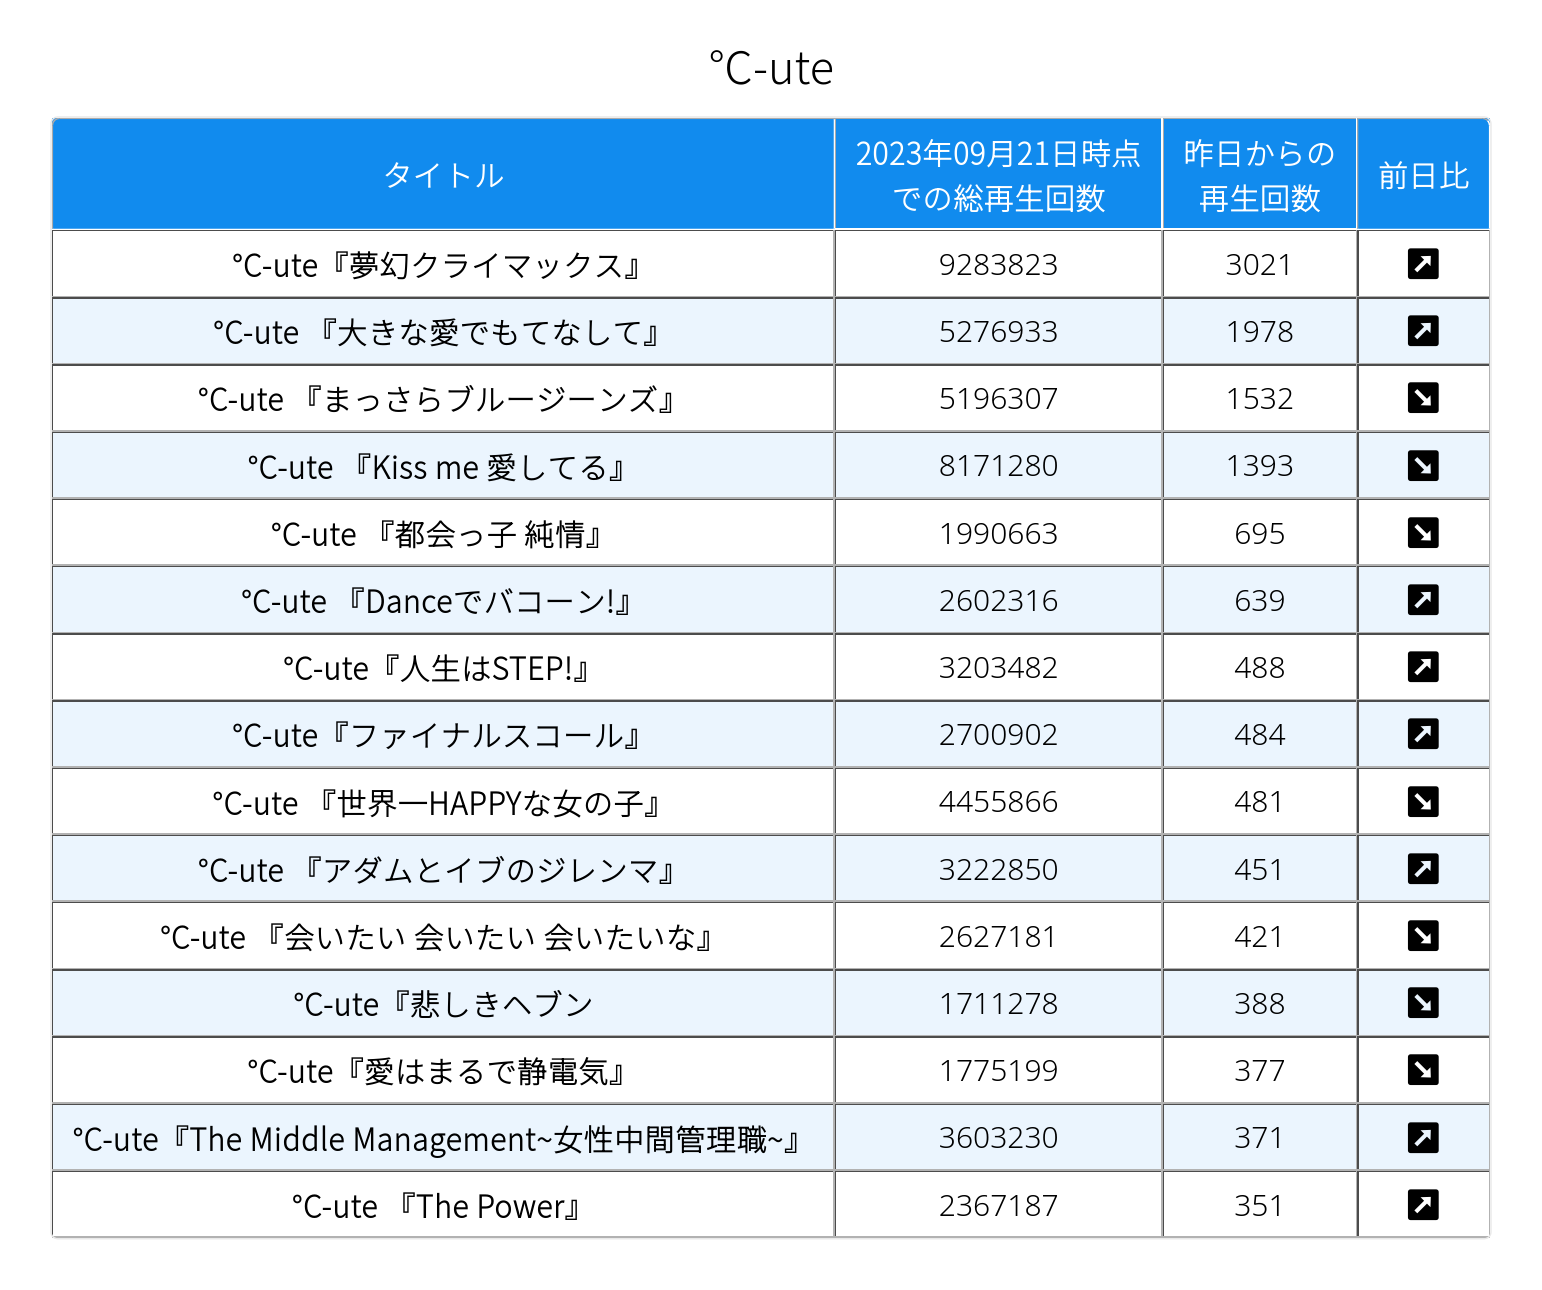 ℃-ute
タイトル
2023年09月21日時点
での総再生回数
昨日からの
再生回数
前日比
℃-ute『夢幻クライマックス』 9283823 3021
℃-ute 『大きな愛でもてなして』 5276933 1978
℃-ute 『まっさらブルージーンズ』 5196307 1532
℃-ute 『Kiss me 愛してる』 8171280 1393
℃-ute 『都会っ子 純情』 1990663 695
℃-ute 『Danceでバコーン!』 2602316 639
℃-ute『人生はSTEP!』 3203482 488
℃-ute『ファイナルスコール』 2700902 484
℃-ute 『世界一HAPPYな女の子』 4455866 481
℃-ute 『アダムとイブのジレンマ』 3222850 451
℃-ute 『会いたい 会いたい 会いたいな』 2627181 421
℃-ute『悲しきヘブン 1711278 388
℃-ute『愛はまるで静電気』 1775199 377
℃-ute『The Middle Management~女性中間管理職~』 3603230 371
℃-ute 『The Power』 2367187 351